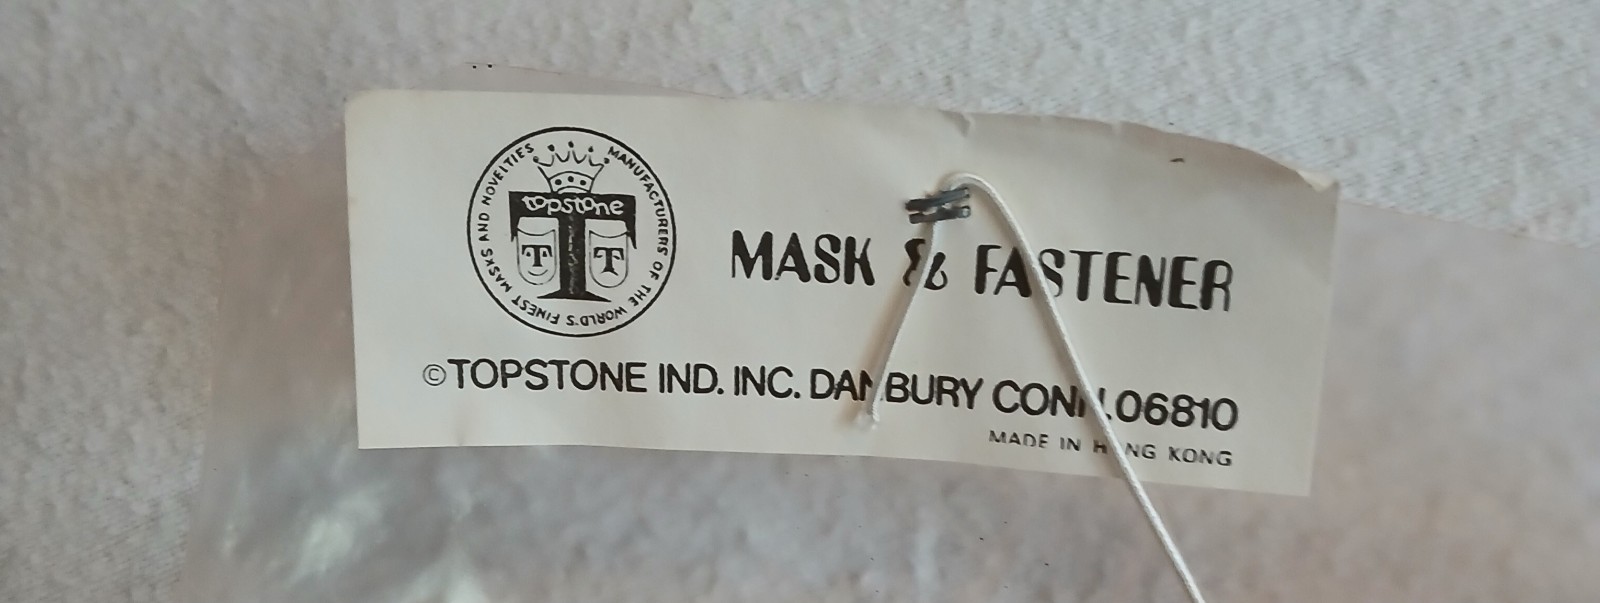 MANUFACTURERS OF THE WORLD'S FINEST MASKS AND NOVELTIES
topstone
T T
MASK & FASTENER
©TOPSTONE IND. INC. DANBURY CONN. 06810
MADE IN HONG KONG